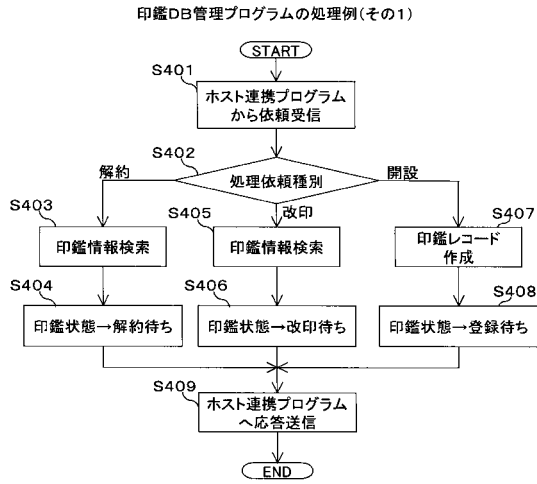 印鑑DB管理プログラムの処理例(その1)
START
S401
ホスト連携プログラム
から依頼受信
S402
処理依頼種別
解約
改印
開設
S403
印鑑情報検索
S405
印鑑情報検索
S407
印鑑レコード
作成
S404
印鑑状態→解約待ち
S406
印鑑状態→改印待ち
S408
印鑑状態→登録待ち
S409
ホスト連携プログラム
へ応答送信
END